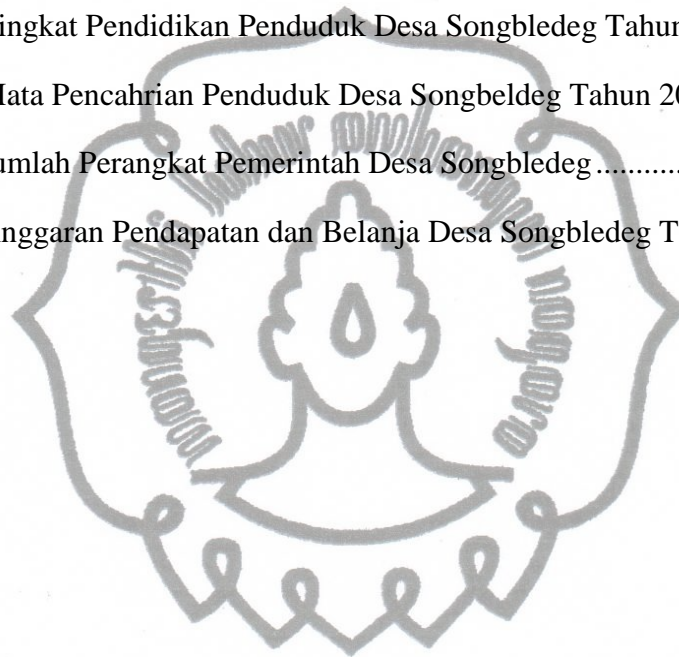 ingkat Pendidikan Penduduk Desa Songbledeg Tahun
ata Pencahrian Penduduk Desa Songbeldeg Tahun 20
umlah Perangkat Pemerintah Desa Songbledeg ...........
nggaran Pendapatan dan Belanja Desa Songbledeg T